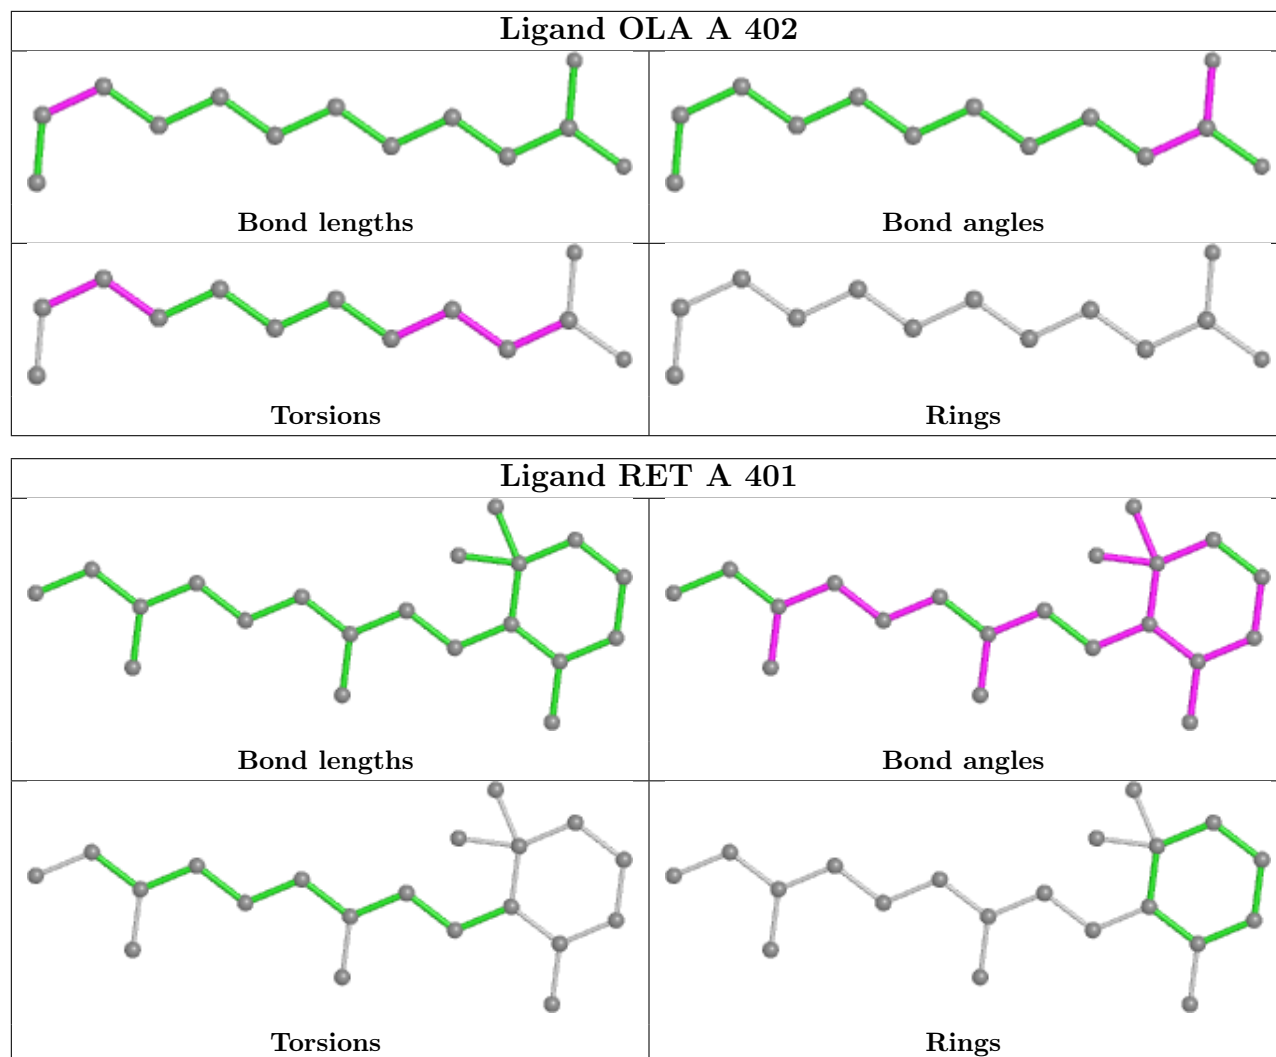 Ligand OLA A 402
Bond lengths
Bond angles
Torsions
Rings
Ligand RET A 401
Bond lengths
Bond angles
Torsions
Rings